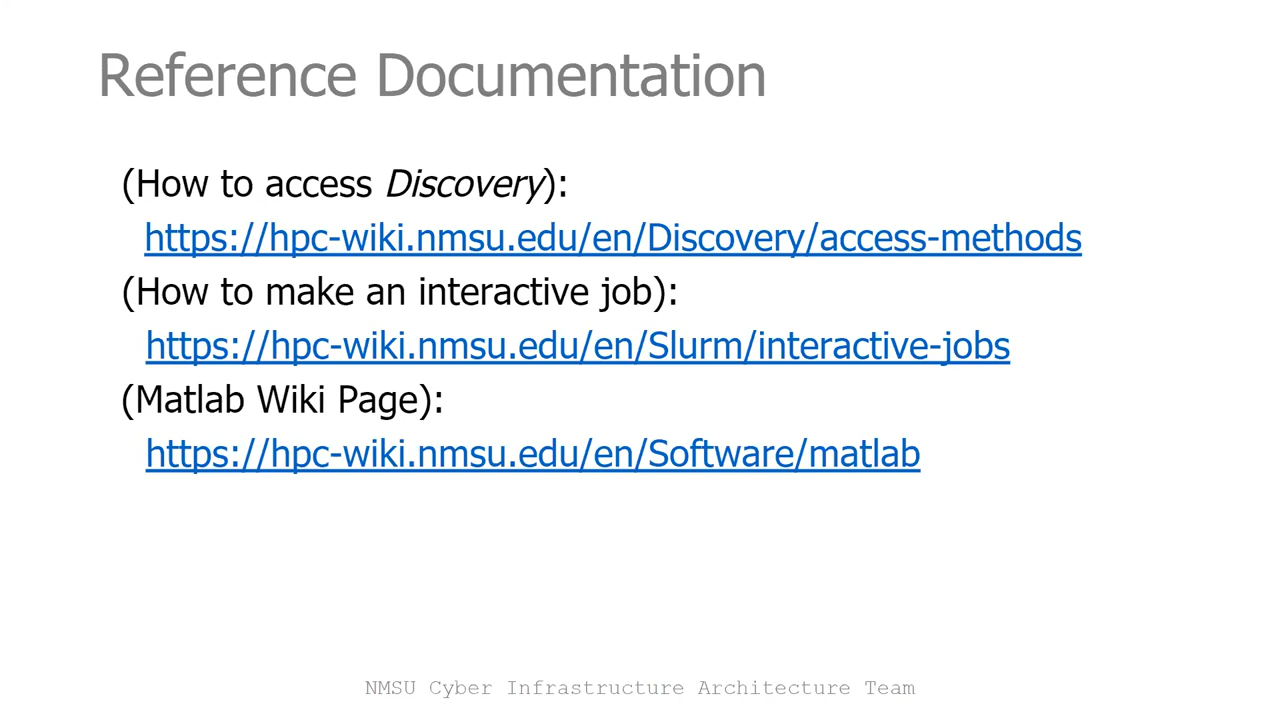 Reference Documentation
(How to access Discovery):
https://hpc-wiki.nmsu.edu/en/Discovery/access-methods
(How to make an interactive job):
https://hpc-wiki.nmsu.edu/en/Slurm/interactive-jobs
(Matlab Wiki Page):
https://hpc-wiki.nmsu.edu/en/Software/matlab
NMSU Cyber Infrastructure Architecture Team